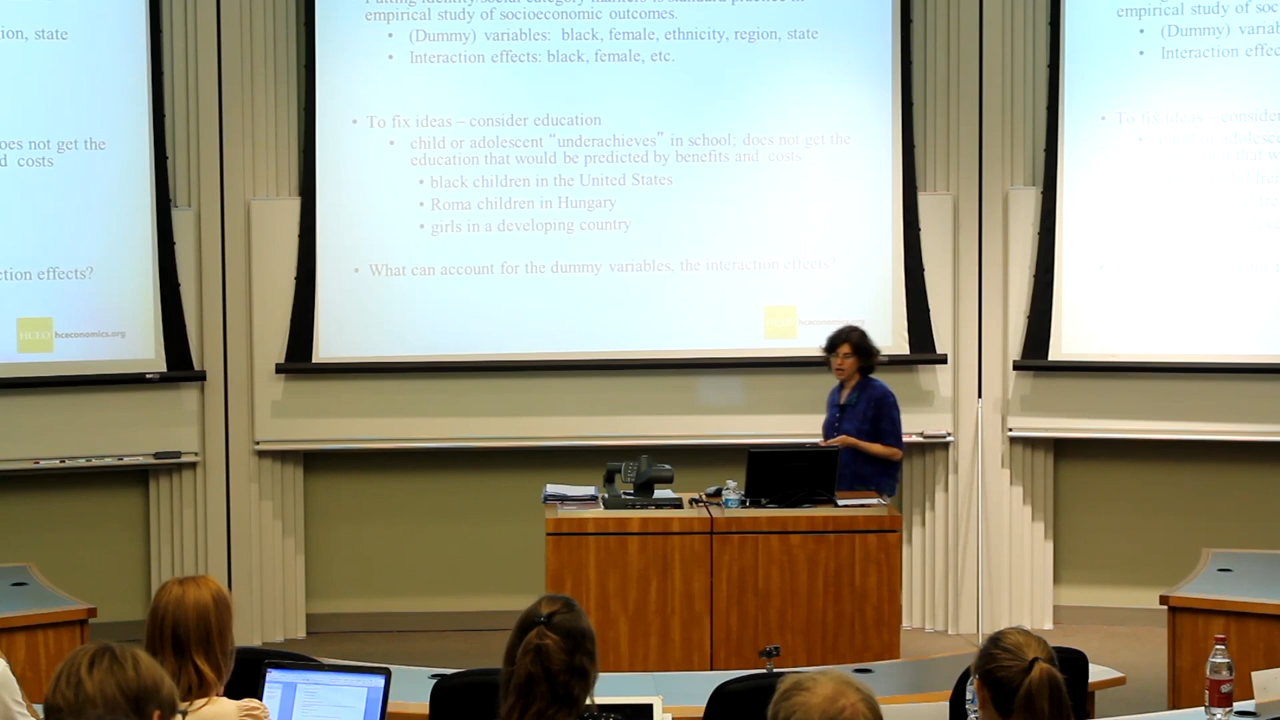 empirical study of socioeconomic outcomes.
• (Dummy) variables: black, female, ethnicity, region, state
• Interaction effects: black, female, etc.
• To fix ideas – consider education
• child or adolescent “underachieves” in school; does not get the
education that would be predicted by benefits and costs
• black children in the United States
• Roma children in Hungary
• girls in a developing country
• What can account for the dummy variables, the interaction effects?
HCEO hceconomics.org
ion, state
oes not get the
d costs
ction effects?
HCEO hceconomics.org
empirical study of soc
• (Dummy) variab
• Interaction effec
• To fix ideas – consider